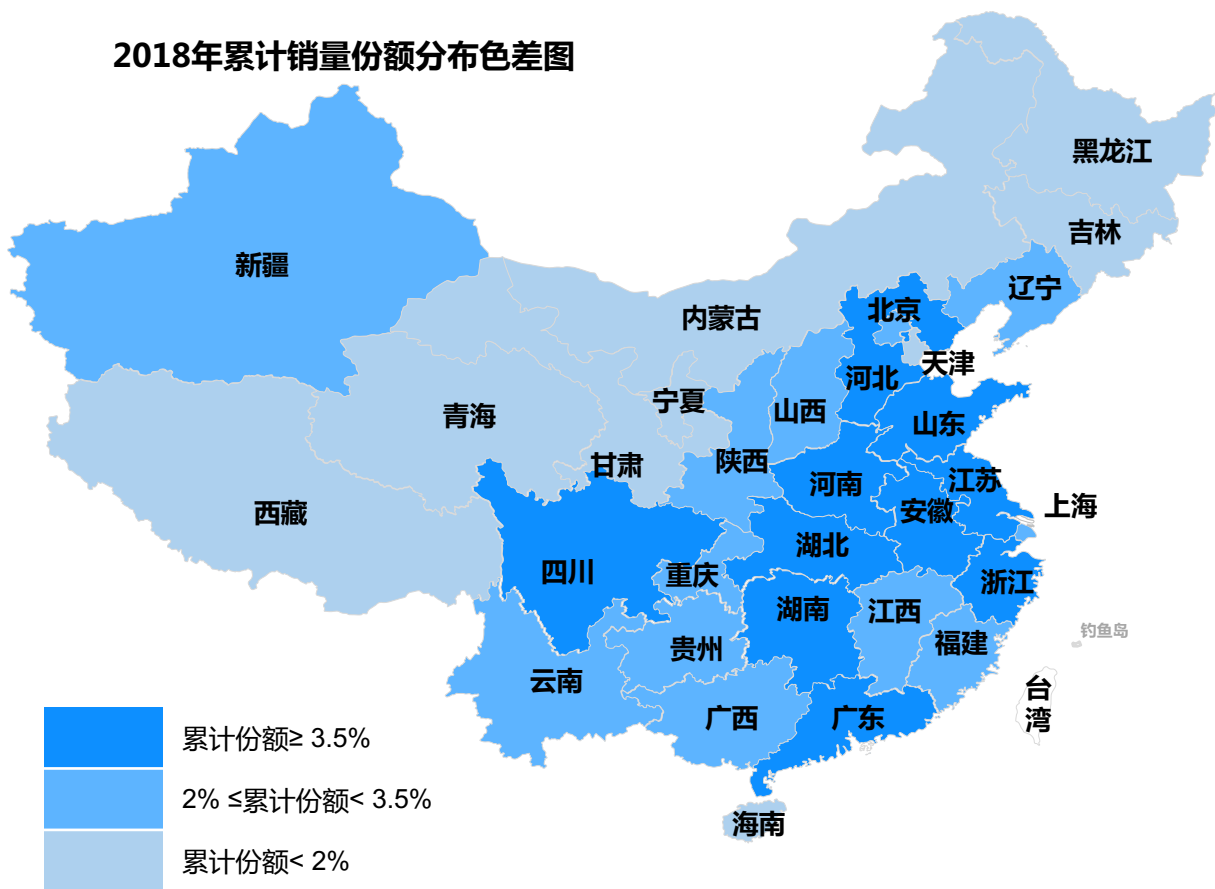 2018年累计销量份额分布色差图
黑龙江
吉林
新疆
辽宁
北京
内蒙古
天津
河北
宁夏
青海
山西
山东
陕西
甘肃
河南
江苏
西藏
安徽
上海
湖北
四川
重庆
浙江
湖南
江西
钓鱼岛
贵州
福建
云南
台
湾
广西
广东
海南
累计份额≥ 3.5%
2% ≤累计份额< 3.5%
累计份额< 2%